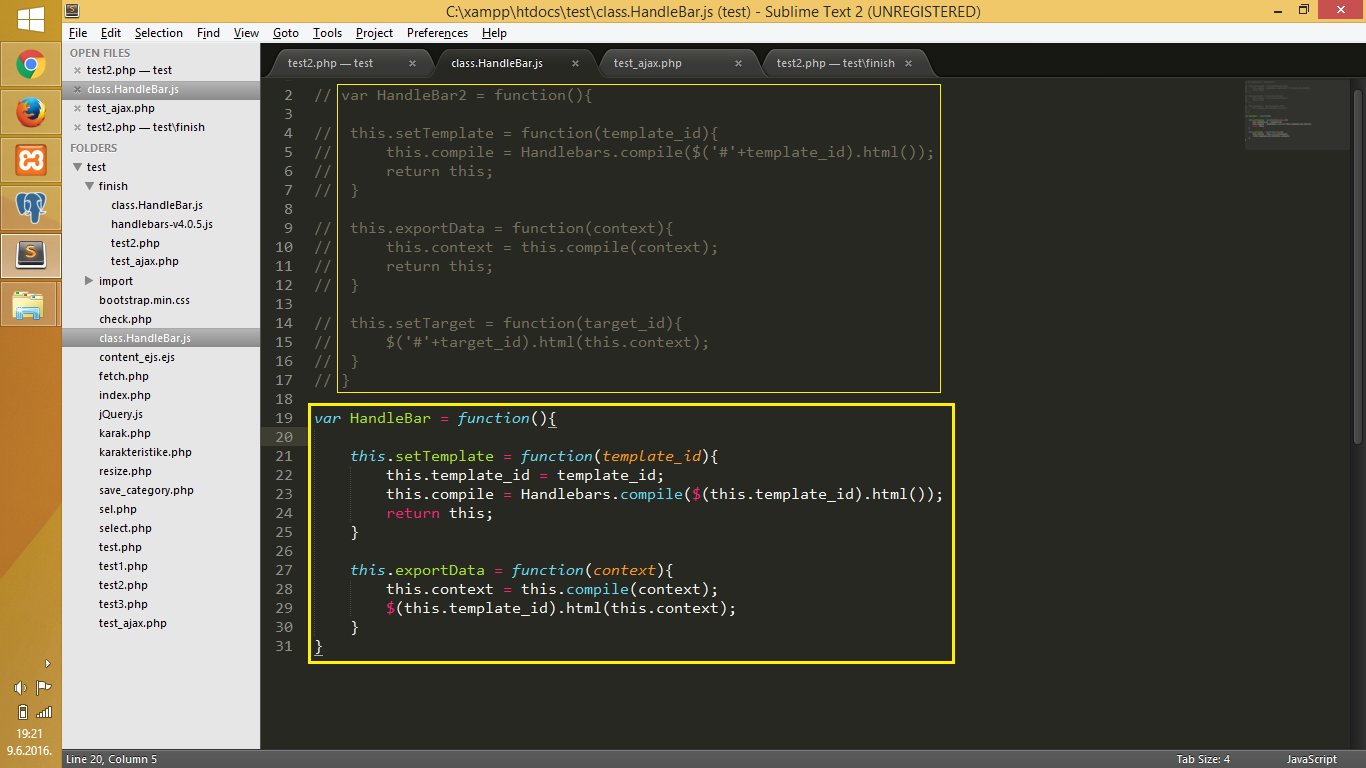 C:\xampp\htdocs\test\class.HandleBar.js (test) - Sublime Text 2 (UNREGISTERED)
File Edit Selection Find View Goto Tools Project Preferences Help
OPEN FILES
test2.php — test
class.HandleBar.js
test_ajax.php
test2.php — test\finish
FOLDERS
test
finish
class.HandleBar.js
handlebars-v4.0.5.js
test2.php
test_ajax.php
import
bootstrap.min.css
check.php
class.HandleBar.js
content_ejs.ejs
fetch.php
index.php
jQuery.js
karak.php
karakteristike.php
resize.php
save_category.php
sel.php
select.php
test.php
test1.php
test2.php
test3.php
test_ajax.php
test2.php — test class.HandleBar.js test_ajax.php test2.php — test\finish
2 // var HandleBar2 = function(){
3
4 // this.setTemplate = function(template_id){
5 // this.compile = Handlebars.compile($('#'+template_id).html());
6 // return this;
7 // }
8
9 // this.exportData = function(context){
10 // this.context = this.compile(context);
11 // return this;
12 // }
13
14 // this.setTarget = function(target_id){
15 // $('#'+target_id).html(this.context);
16 // }
17 // }
18
19 var HandleBar = function(){
20
21 this.setTemplate = function(template_id){
22 this.template_id = template_id;
23 this.compile = Handlebars.compile($(this.template_id).html());
24 return this;
25 }
26
27 this.exportData = function(context){
28 this.context = this.compile(context);
29 $(this.template_id).html(this.context);
30 }
31 }
19:21
9.6.2016.
Line 20, Column 5 Tab Size: 4 JavaScript